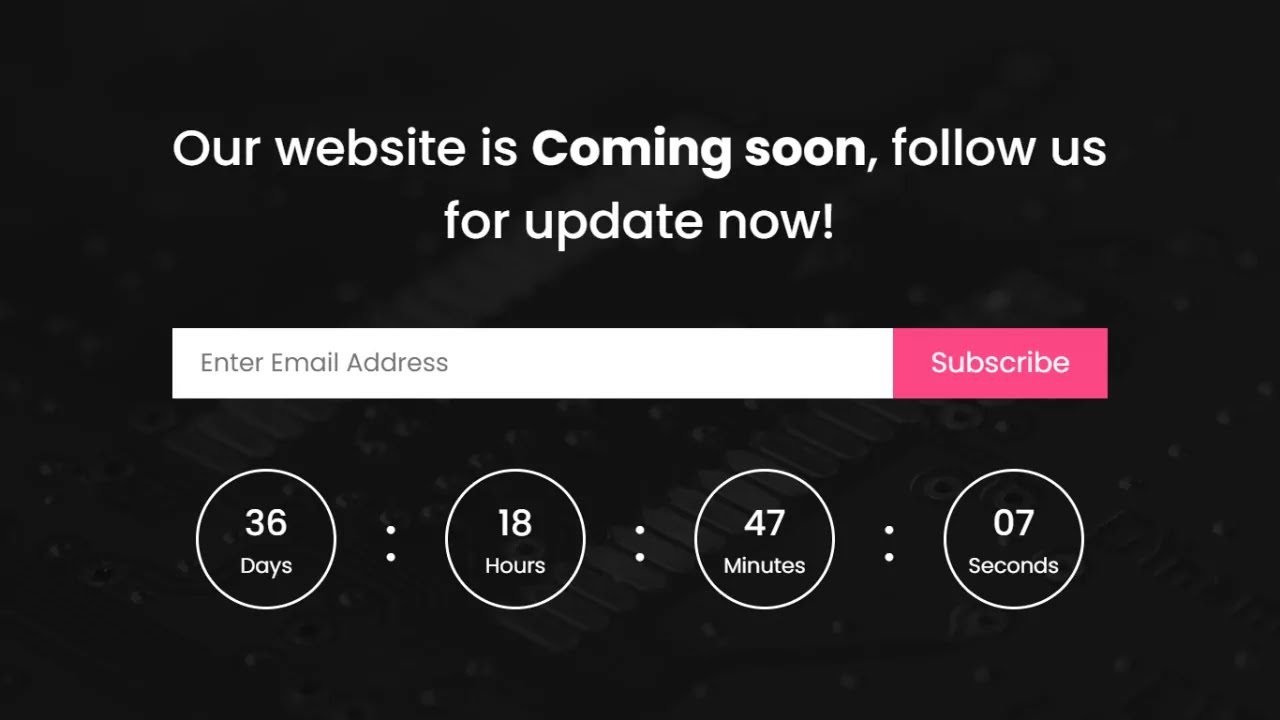 Our website is Coming soon, follow us
for update now!
Enter Email Address Subscribe
36 : 18 : 47 : 07
Days Hours Minutes Seconds